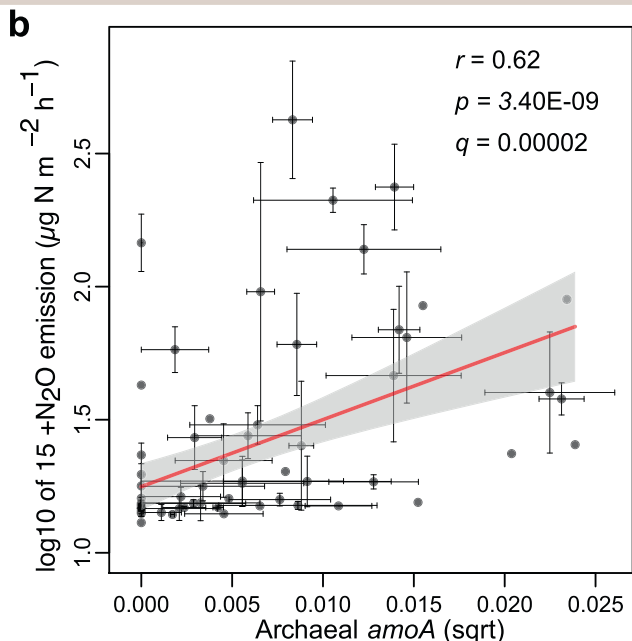 b
r = 0.62
p = 3.40E-09
q = 0.00002
log10 of 15 +N2O emission (µg N m −2 h−1)
2.5
2.0
1.5
1.0
0.000 0.005 0.010 0.015 0.020 0.025
Archaeal amoA (sqrt)